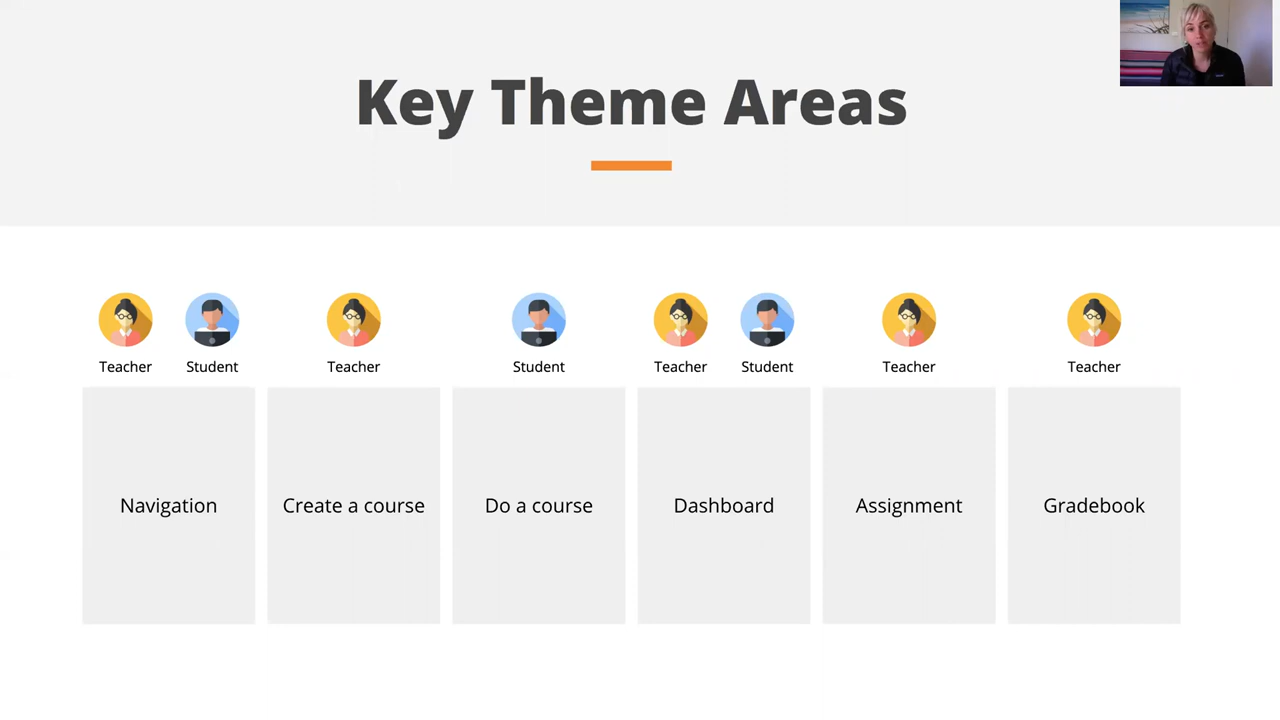 Key Theme Areas
Teacher Student Teacher Student Teacher Student Teacher Teacher
Navigation Create a course Do a course Dashboard Assignment Gradebook